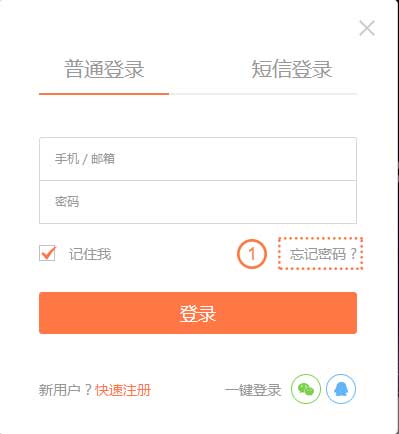 普通登录 短信登录
手机 / 邮箱
密码
记住我 1 忘记密码？
登录
新用户？快速注册 一键登录